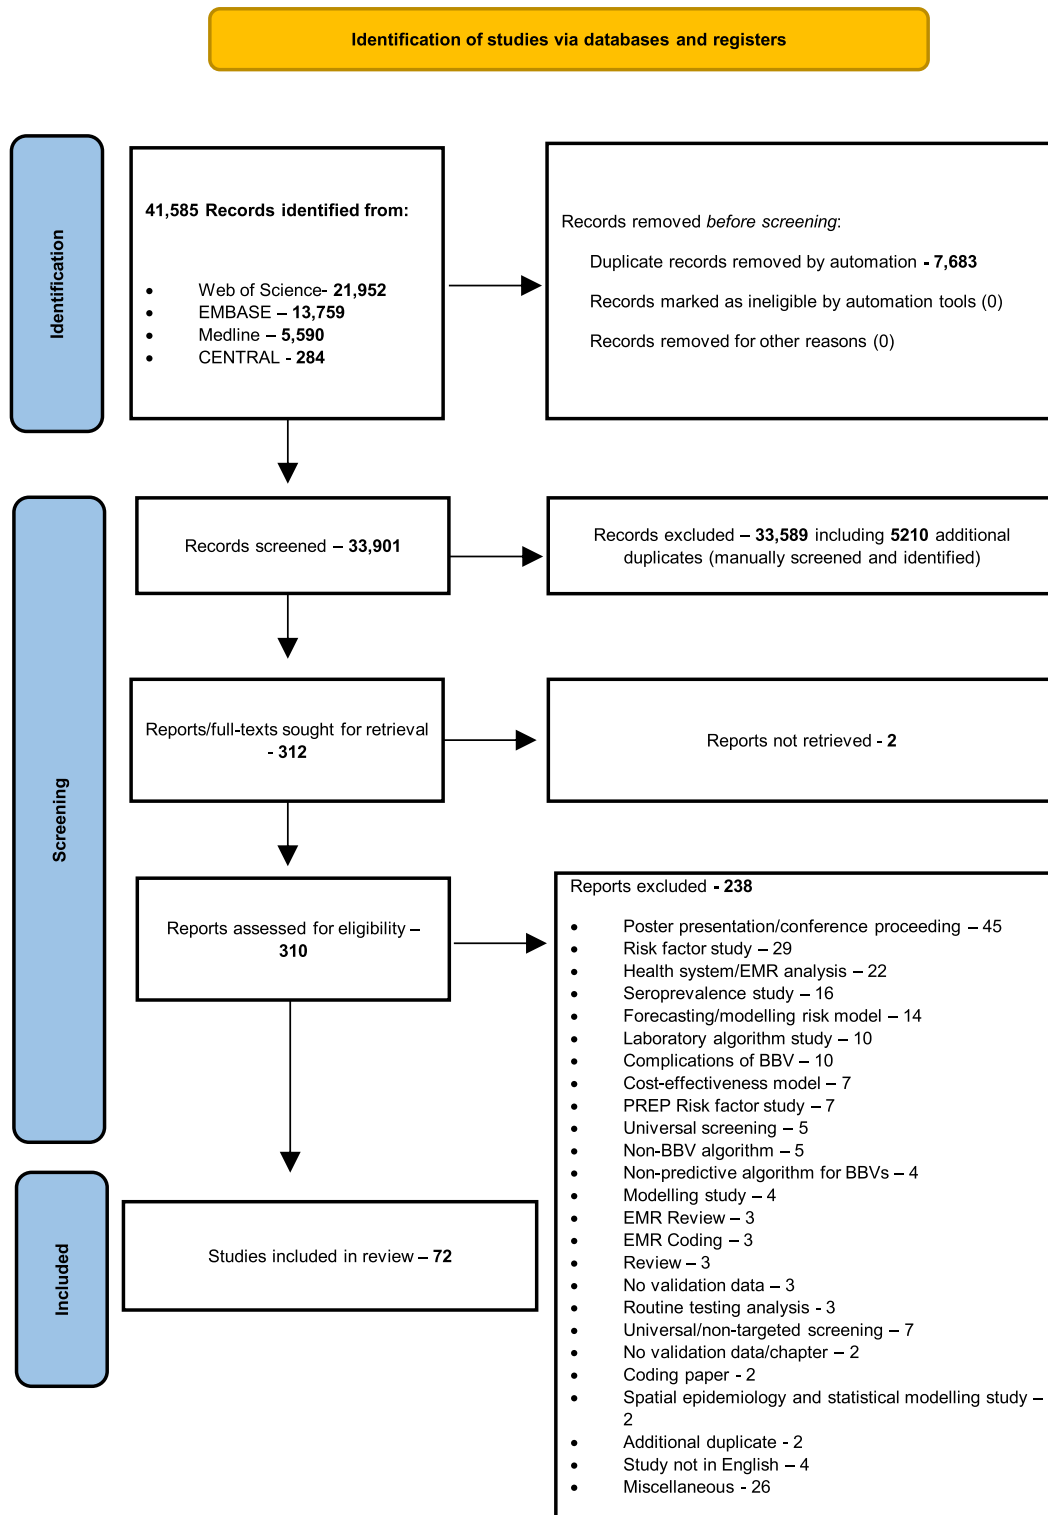 Identification of studies via databases and registers
Identification
41,585 Records identified from:
• Web of Science- 21,952
• EMBASE – 13,759
• Medline – 5,590
• CENTRAL - 284
Records removed before screening:
Duplicate records removed by automation - 7,683
Records marked as ineligible by automation tools (0)
Records removed for other reasons (0)
Screening
Records screened – 33,901
Records excluded – 33,589 including 5210 additional
duplicates (manually screened and identified)
Reports/full-texts sought for retrieval
- 312
Reports not retrieved - 2
Reports assessed for eligibility –
310
Reports excluded - 238
• Poster presentation/conference proceeding – 45
• Risk factor study – 29
• Health system/EMR analysis – 22
• Seroprevalence study – 16
• Forecasting/modelling risk model – 14
• Laboratory algorithm study – 10
• Complications of BBV – 10
• Cost-effectiveness model – 7
• PREP Risk factor study – 7
• Universal screening – 5
• Non-BBV algorithm – 5
• Non-predictive algorithm for BBVs – 4
• Modelling study – 4
• EMR Review – 3
• EMR Coding – 3
• Review – 3
• No validation data – 3
• Routine testing analysis - 3
• Universal/non-targeted screening – 7
• No validation data/chapter – 2
• Coding paper - 2
• Spatial epidemiology and statistical modelling study –
2
• Additional duplicate - 2
• Study not in English – 4
• Miscellaneous - 26
Included
Studies included in review – 72